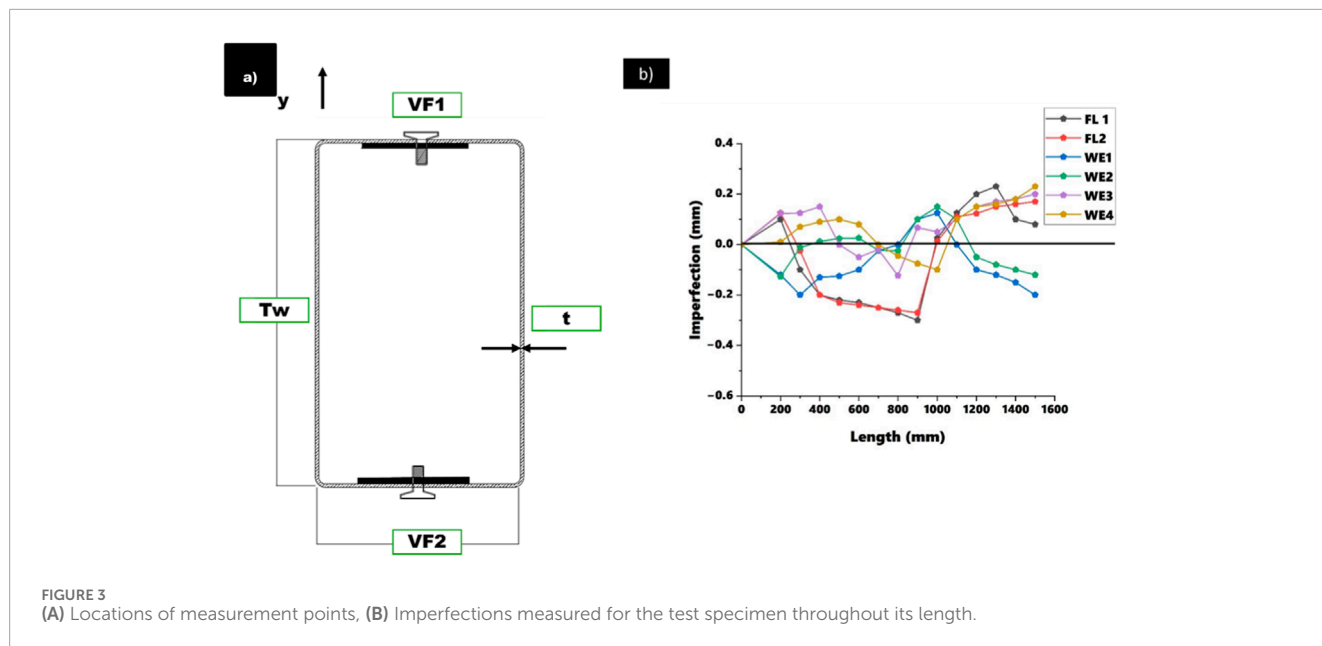 a)
y
VF1
Tw
t
VF2
b)
FL 1
FL2
WE1
WE2
WE3
WE4
Imperfection (mm)
0.4
0.2
0.0
−0.2
−0.4
−0.6
0 200 400 600 800 1000 1200 1400 1600
Length (mm)
FIGURE 3
(A) Locations of measurement points, (B) Imperfections measured for the test specimen throughout its length.